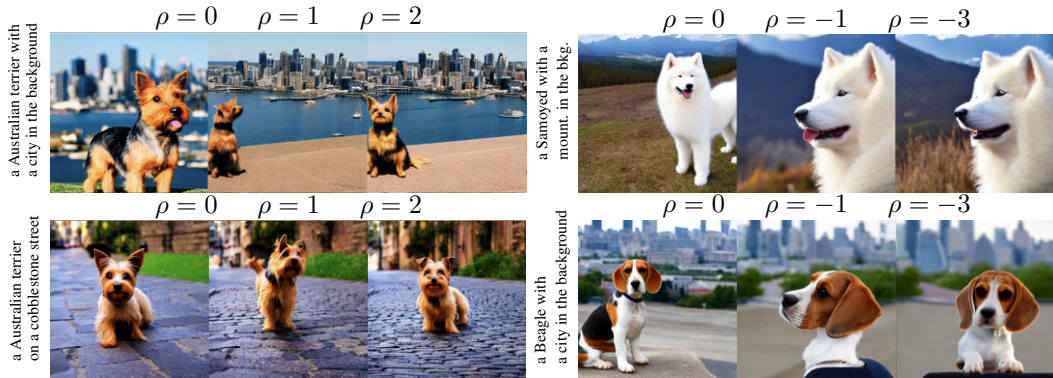 ρ = 0 ρ = 1 ρ = 2
a Australian terrier with
a city in the background
ρ = 0 ρ = −1 ρ = −3
a Samoyed with a
mount. in the bkg.
ρ = 0 ρ = 1 ρ = 2
a Australian terrier
on a cobblestone street
ρ = 0 ρ = −1 ρ = −3
a Beagle with
a city in the background